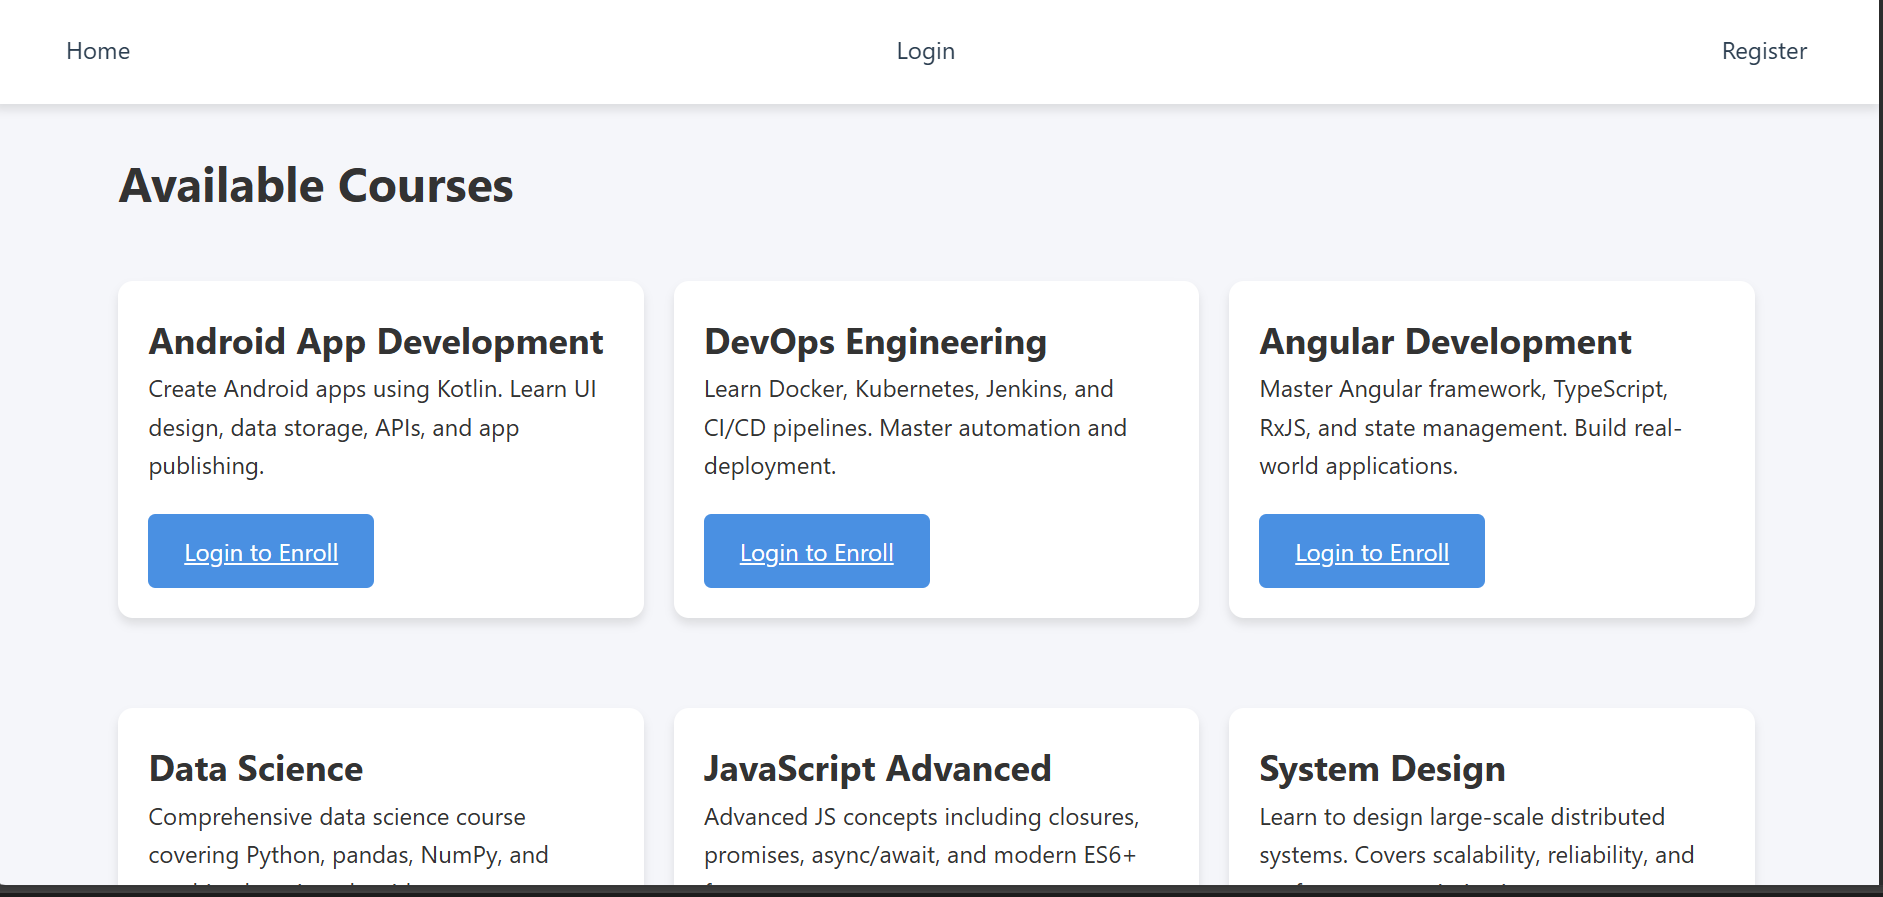 Home
Login
Register
Available Courses
Android App Development
Create Android apps using Kotlin. Learn UI
design, data storage, APIs, and app
publishing.
Login to Enroll
DevOps Engineering
Learn Docker, Kubernetes, Jenkins, and
CI/CD pipelines. Master automation and
deployment.
Login to Enroll
Angular Development
Master Angular framework, TypeScript,
RxJS, and state management. Build real-
world applications.
Login to Enroll
Data Science
Comprehensive data science course
covering Python, pandas, NumPy, and
JavaScript Advanced
Advanced JS concepts including closures,
promises, async/await, and modern ES6+
System Design
Learn to design large-scale distributed
systems. Covers scalability, reliability, and